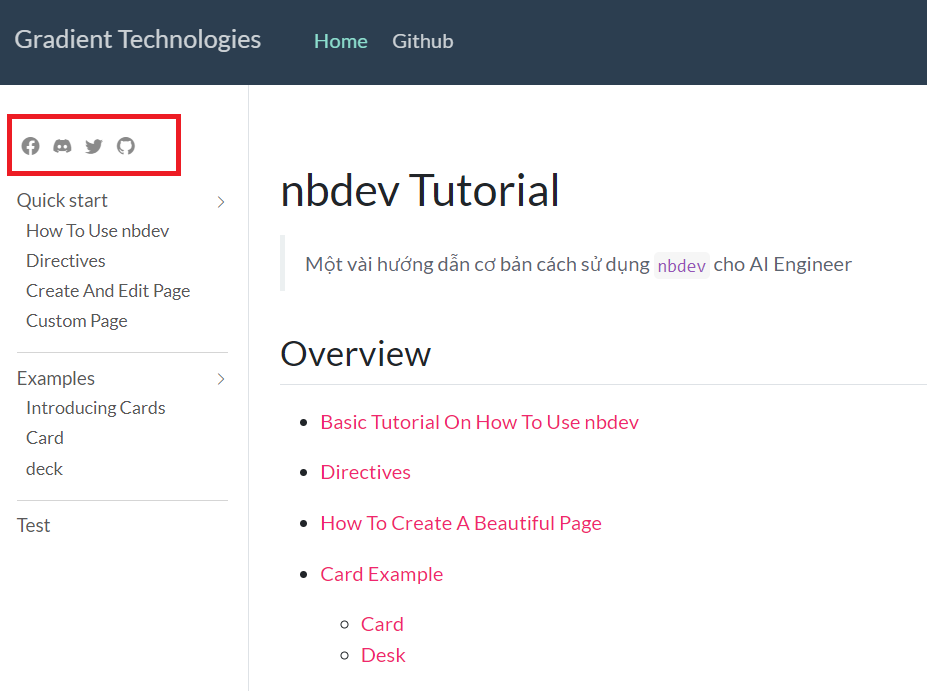 Gradient Technologies Home Github
Quick start
How To Use nbdev
Directives
Create And Edit Page
Custom Page
Examples
Introducing Cards
Card
deck
Test
nbdev Tutorial
Một vài hướng dẫn cơ bản cách sử dụng nbdev cho AI Engineer
Overview
Basic Tutorial On How To Use nbdev
Directives
How To Create A Beautiful Page
Card Example
Card
Desk